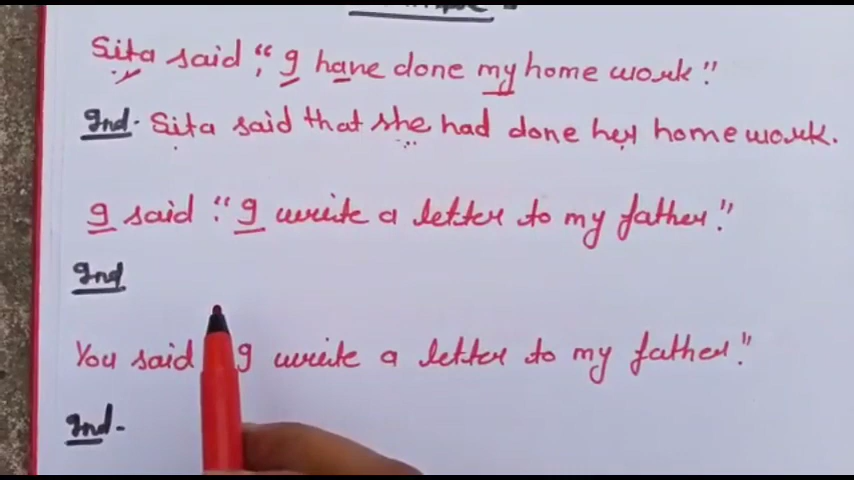 Sita said, "I have done my home work."
Ind. Sita said that she had done her home work.
I said "I write a letter to my father."
Ind
You said I write a letter to my father."
Ind.